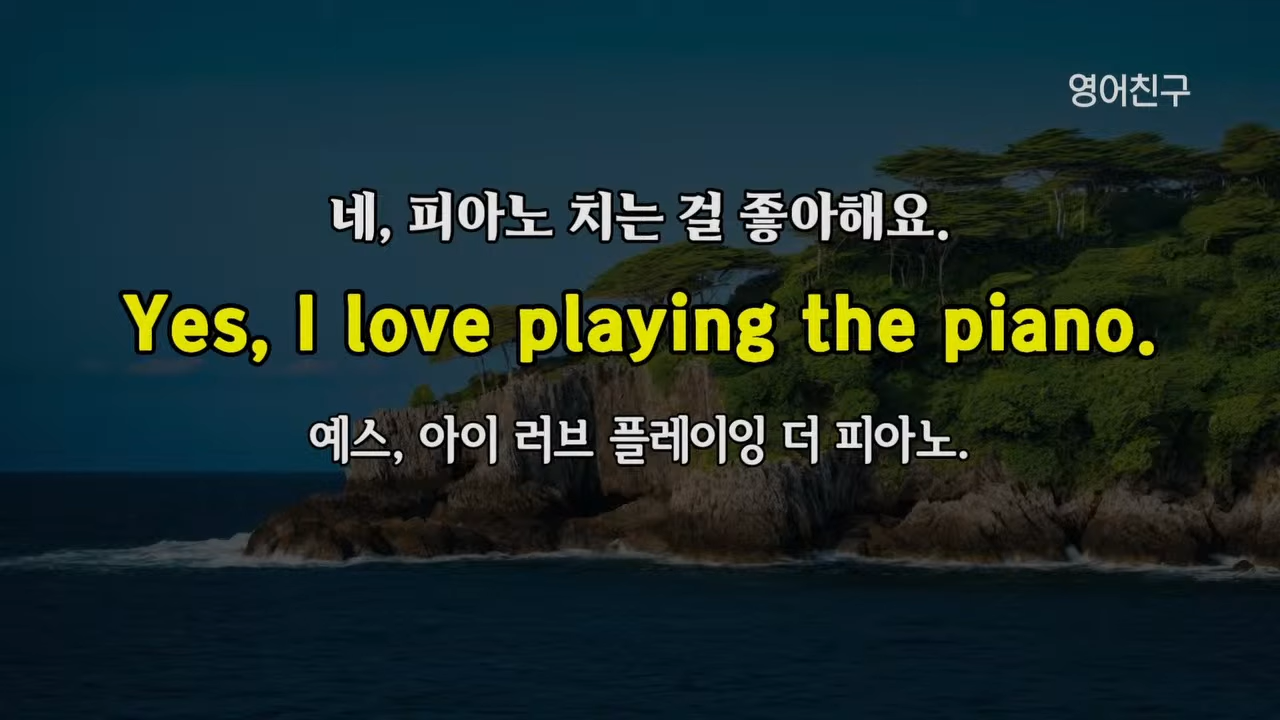 영어친구
네, 피아노 치는 걸 좋아해요.
Yes, I love playing the piano.
예스, 아이 러브 플레이잉 더 피아노.